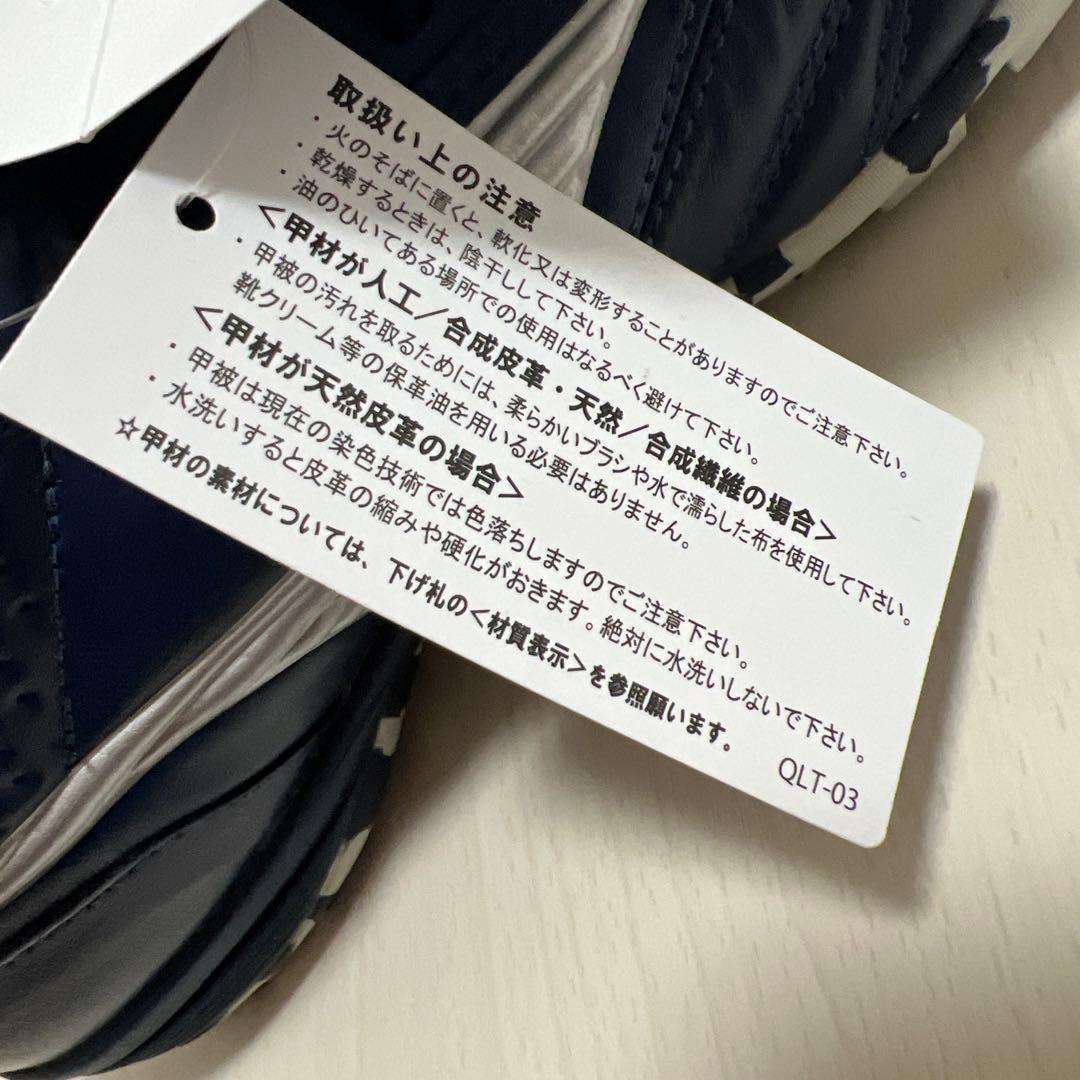 取扱い上の注意
・火のそばに置くと、軟化又は変形することがありますのでご注意下さい。
・乾燥するときは、陰干しして下さい。
・油のひいてある場所での使用はなるべく避けて下さい。
<甲材が人工/合成皮革・天然/合成繊維の場合>
・甲被の汚れを取るためには、柔らかいブラシや水で濡らした布を使用して下さい。
靴クリーム等の保革油を用いる必要はありません。
<甲材が天然皮革の場合>
・甲被は現在の染色技術では色落ちしますのでご注意下さい。
・水洗いすると皮革の縮みや硬化がおきます。絶対に水洗いしないで下さい。
☆甲材の素材については、下げ札の<材質表示>を参照願います。
QLT-03